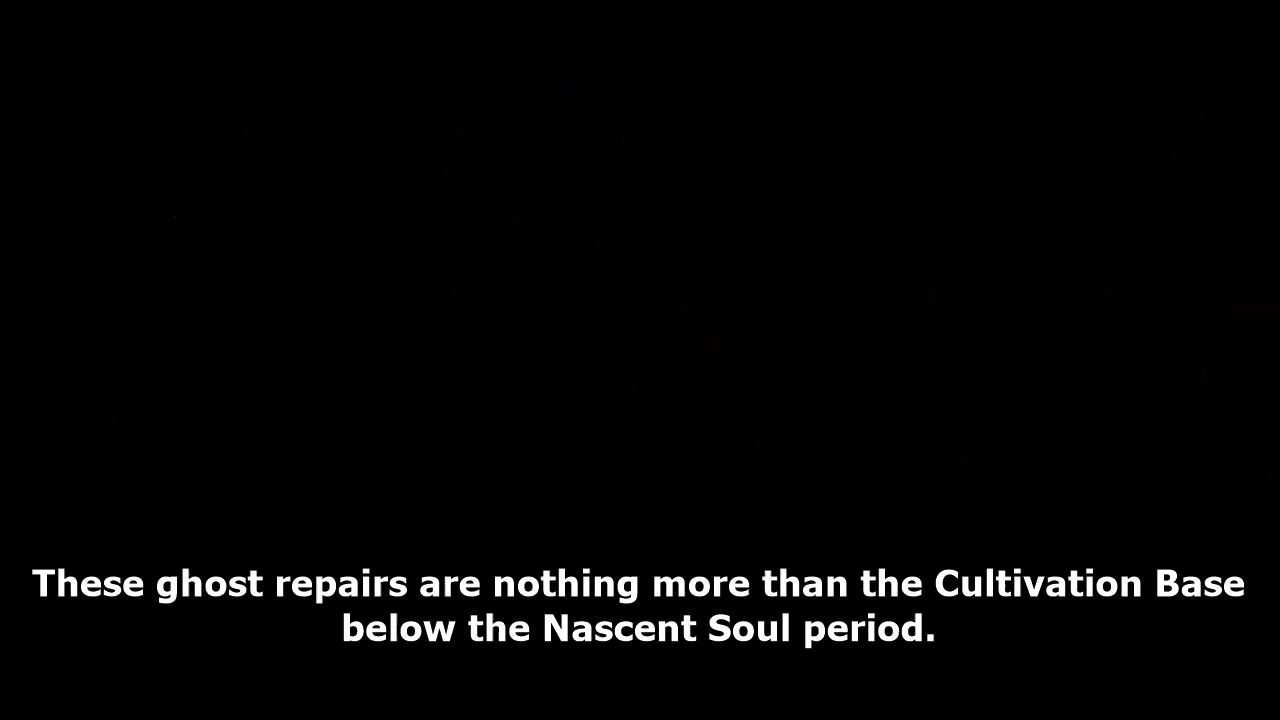 These ghost repairs are nothing more than the Cultivation Base
below the Nascent Soul period.